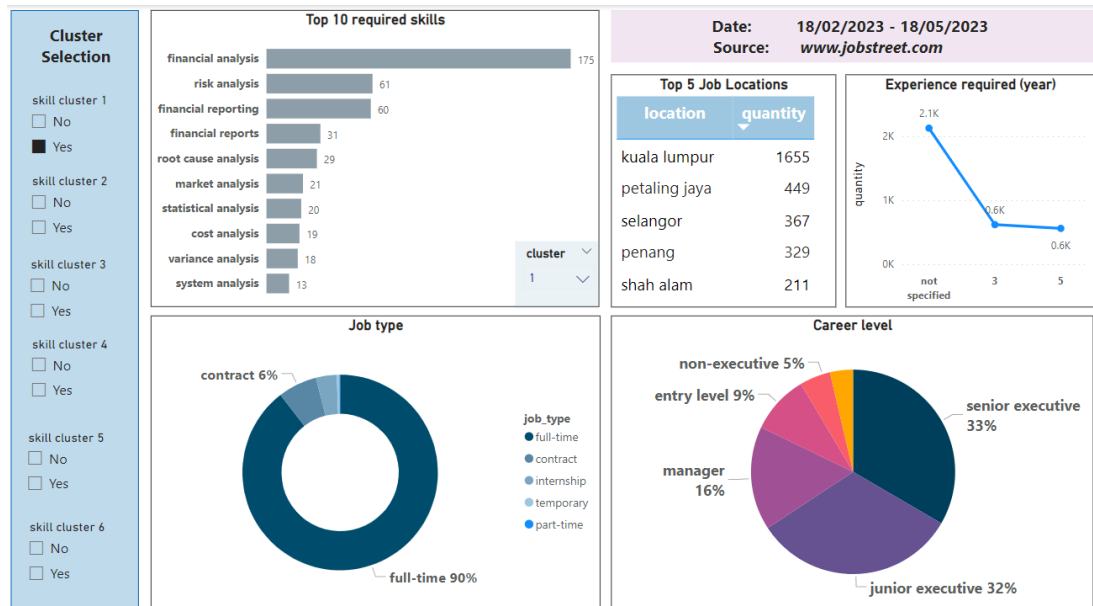 Cluster
Selection
skill cluster 1
No
Yes
skill cluster 2
No
Yes
skill cluster 3
No
Yes
skill cluster 4
No
Yes
skill cluster 5
No
Yes
skill cluster 6
No
Yes
Top 10 required skills
financial analysis 175
risk analysis 61
financial reporting 60
financial reports 31
root cause analysis 29
market analysis 21
statistical analysis 20
cost analysis 19
variance analysis 18
system analysis 13
cluster
1
Date: 18/02/2023 - 18/05/2023
Source: www.jobstreet.com
Top 5 Job Locations
location quantity
kuala lumpur 1655
petaling jaya 449
selangor 367
penang 329
shah alam 211
Experience required (year)
quantity
2K
1K
0K
2.1K
0.6K
0.6K
not
specified
3
5
Job type
contract 6%
full-time 90%
job_type
full-time
contract
internship
temporary
part-time
Career level
non-executive 5%
entry level 9%
manager
16%
senior executive
33%
junior executive 32%